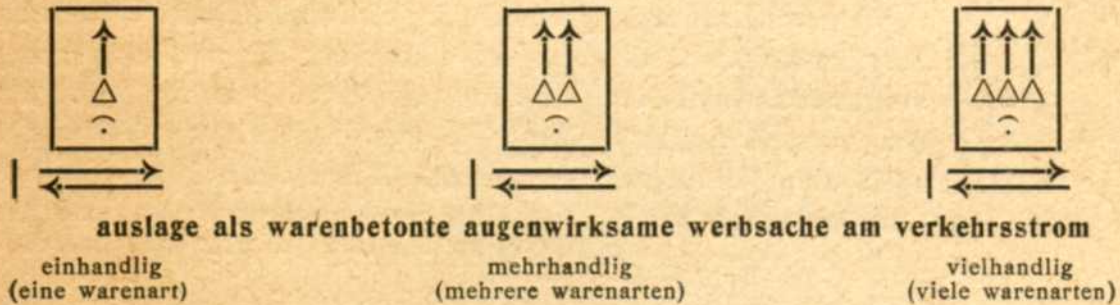 auslage als warenbetonte augenwirksame werbsache am verkehrsstrom
einhandlig
(eine warenart)
mehrhandlig
(mehrere warenarten)
vielhandlig
(viele warenarten)